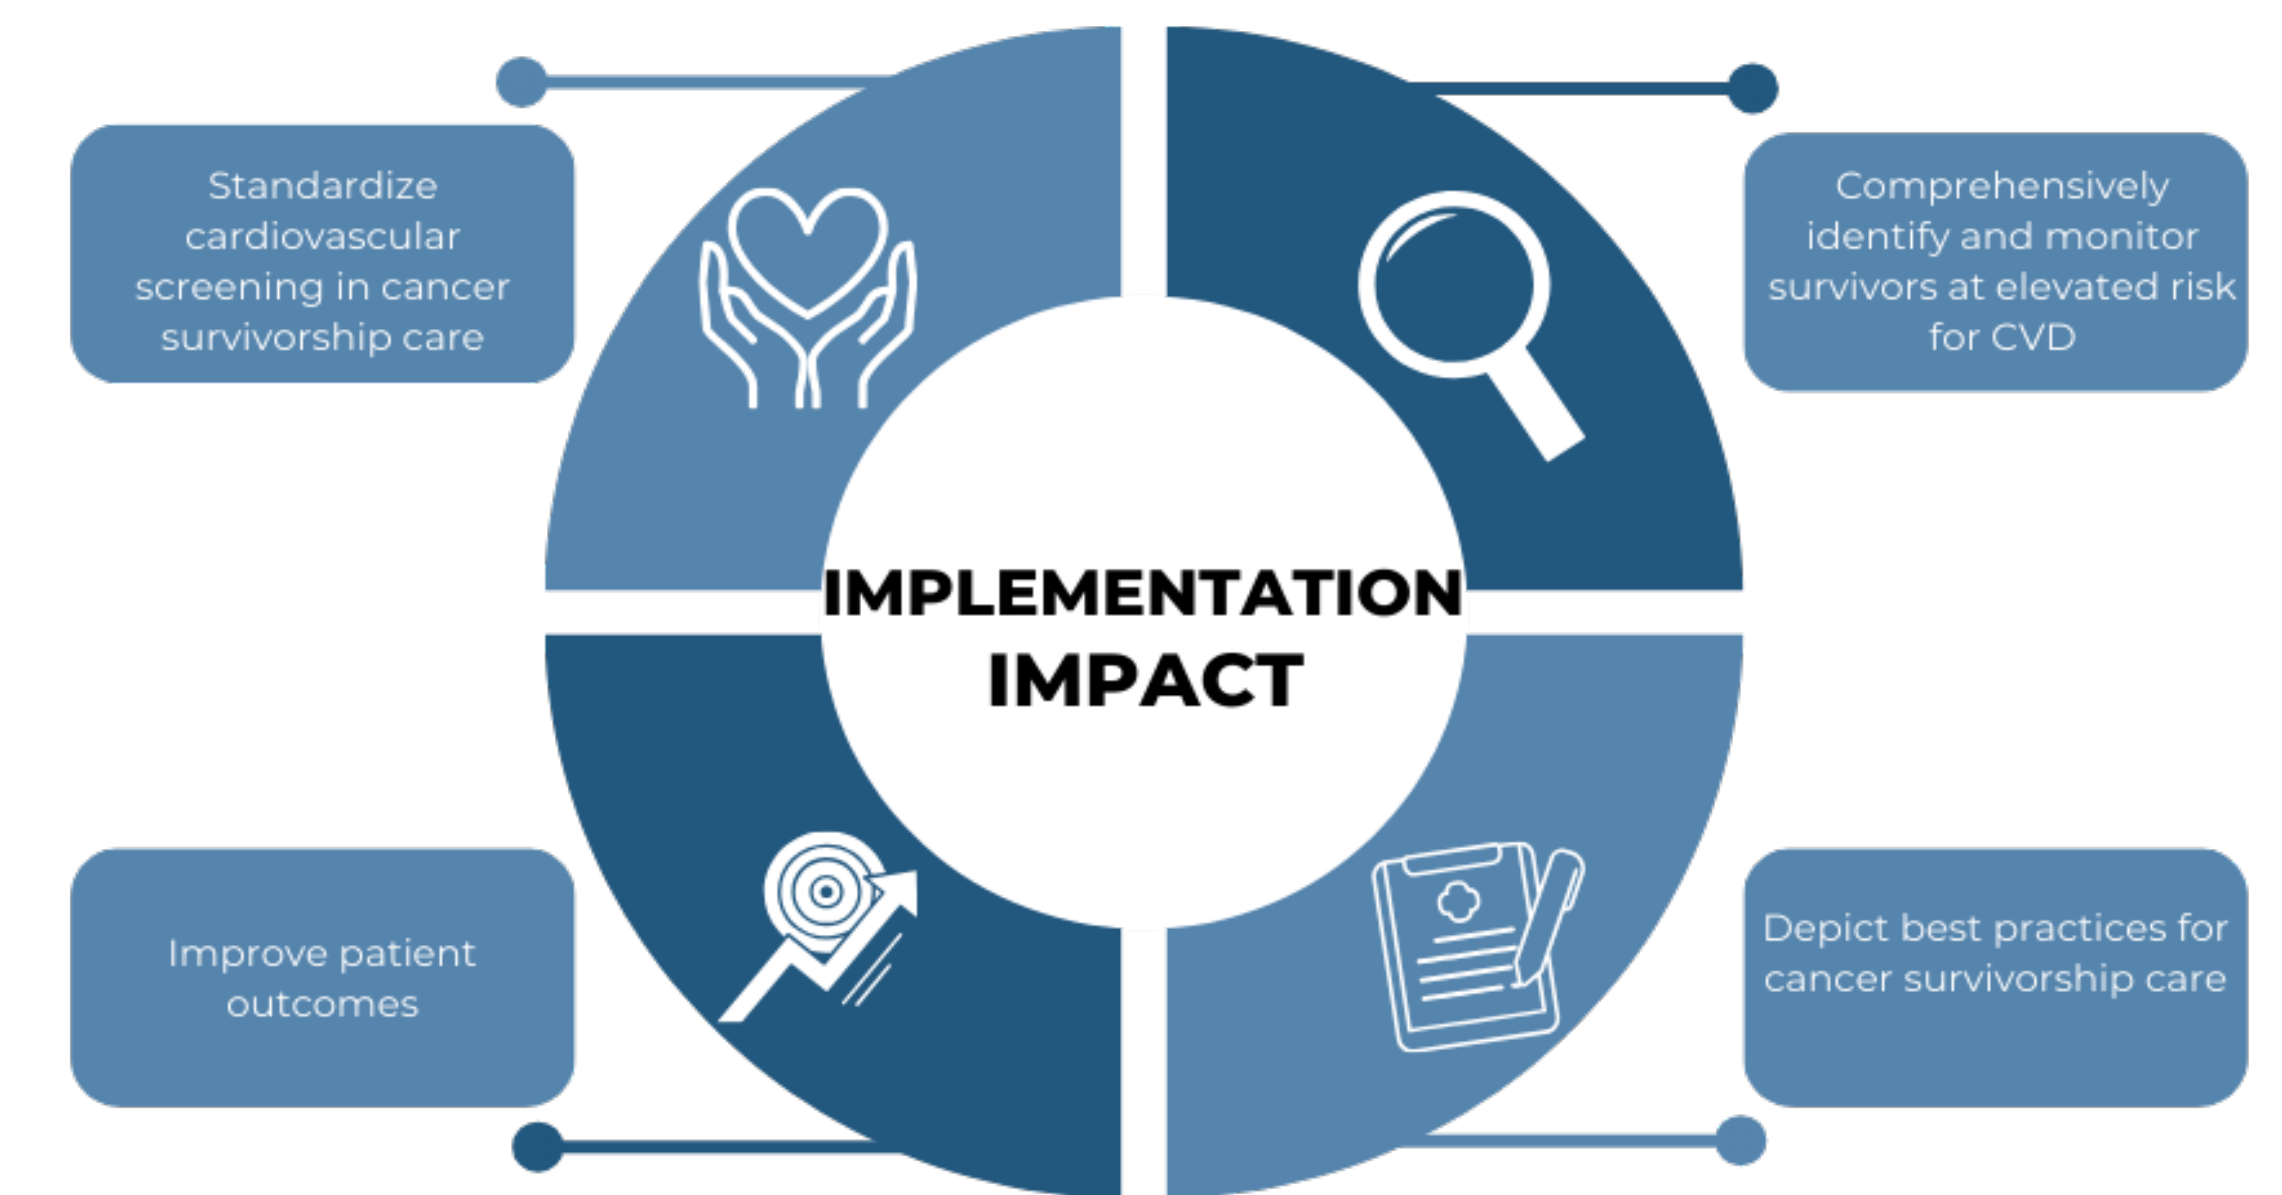 Standardize
cardiovascular
screening in cancer
survivorship care
Comprehensively
identify and monitor
survivors at elevated risk
for CVD
IMPLEMENTATION
IMPACT
Improve patient
outcomes
Depict best practices for
cancer survivorship care